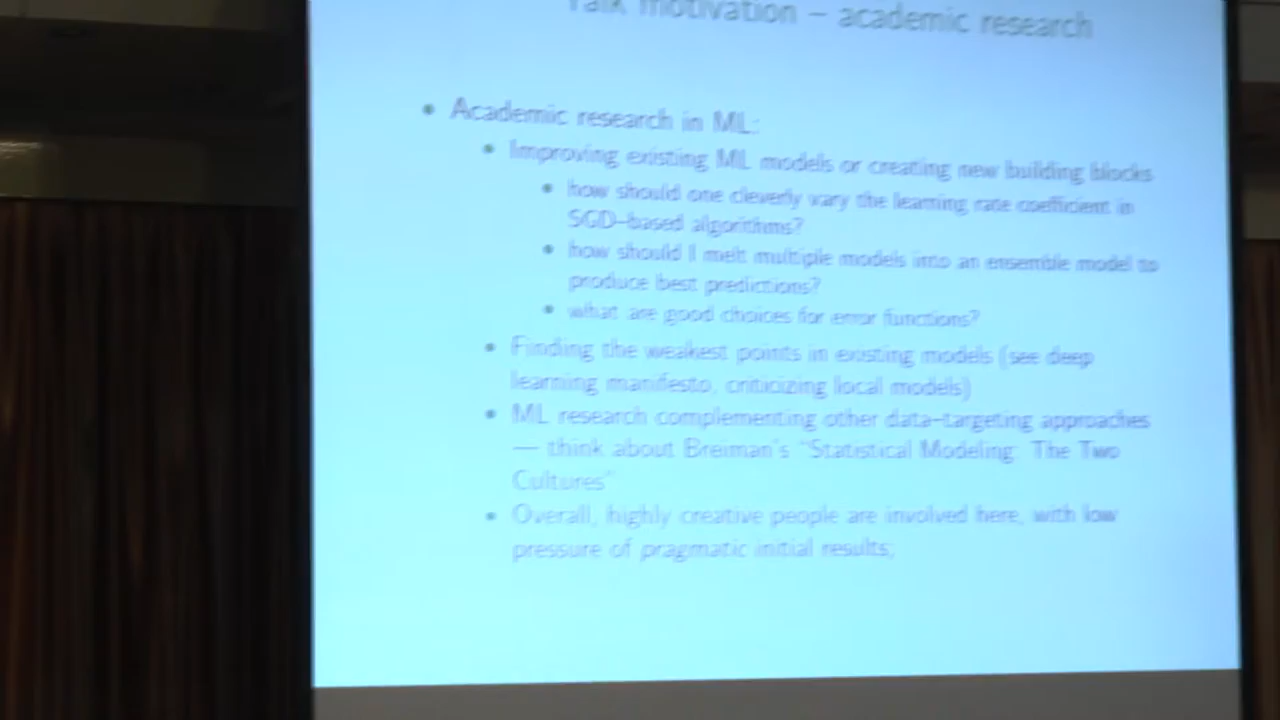 Talk motivation – academic research
• Academic research in ML:
• Improving existing ML models or creating new building blocks
• how should one cleverly vary the learning rate coefficient in
SGD–based algorithms?
• how should I melt multiple models into an ensemble model to
produce best predictions?
• what are good choices for error functions?
• Finding the weakest points in existing models (see deep
learning manifesto, criticizing local models)
• ML research complementing other data–targeting approaches
— think about Breiman's "Statistical Modeling: The Two
Cultures"
• Overall, highly creative people are involved here, with low
pressure of pragmatic initial results;